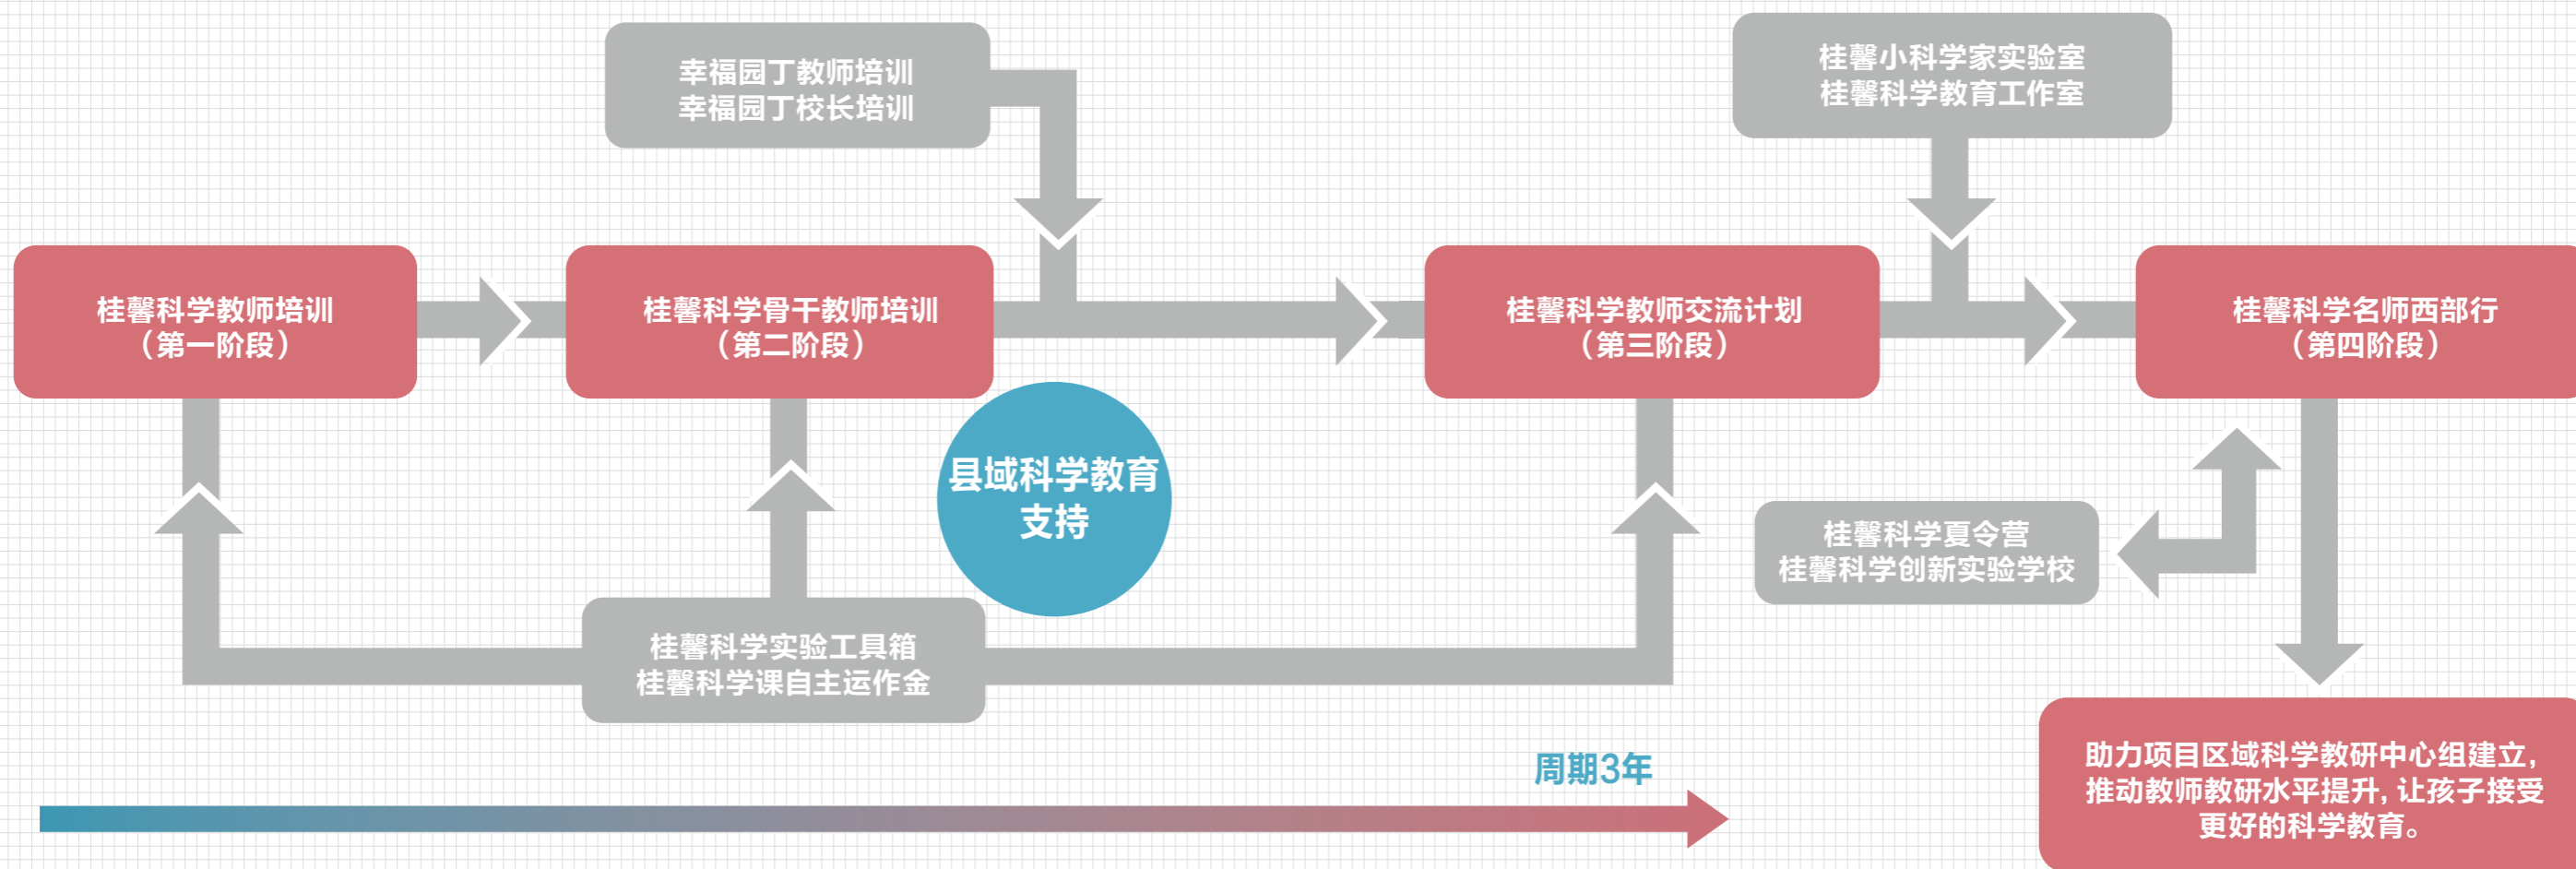 幸福园丁教师培训
幸福园丁校长培训
桂馨小科学家实验室
桂馨科学教育工作室
桂馨科学教师培训
（第一阶段）
桂馨科学骨干教师培训
（第二阶段）
桂馨科学教师交流计划
（第三阶段）
桂馨科学名师西部行
（第四阶段）
县域科学教育
支持
桂馨科学夏令营
桂馨科学创新实验学校
桂馨科学实验工具箱
桂馨科学课自主运作金
周期3年
助力项目区域科学教研中心组建立，
推动教师教研水平提升，让孩子接受
更好的科学教育。